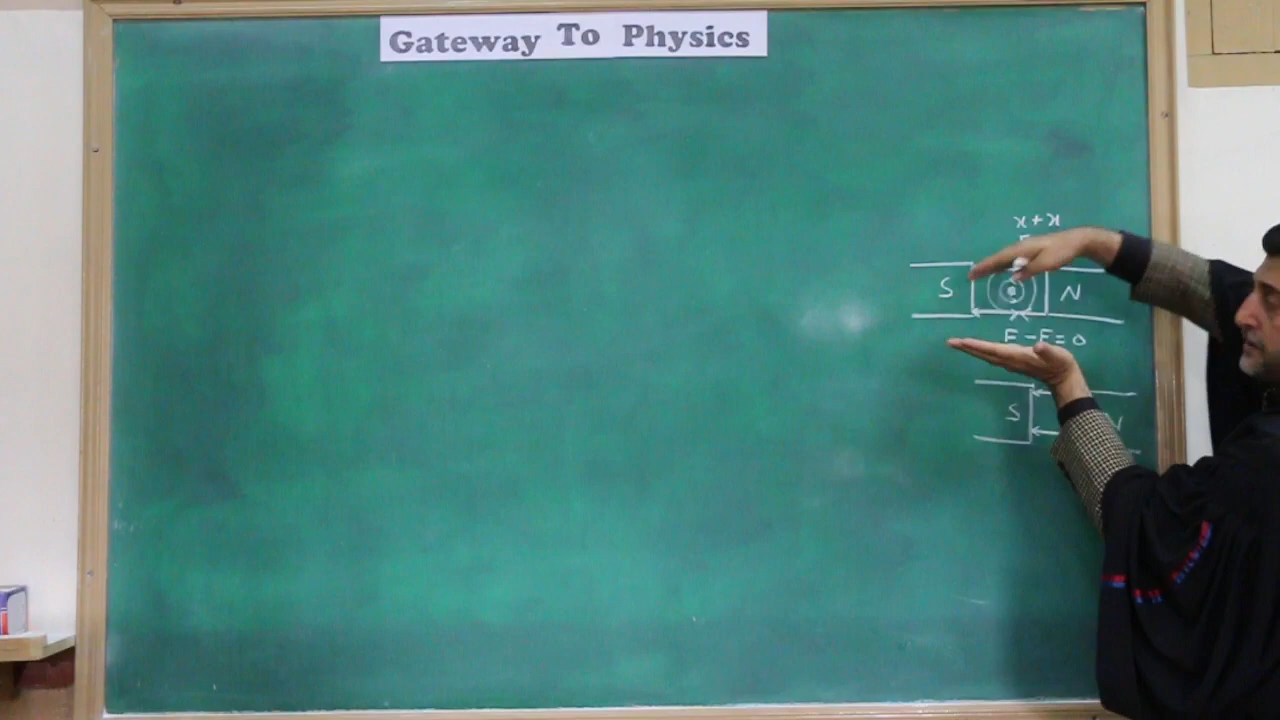 Gateway To Physics
x + x
F
S N
F - F = 0
S N